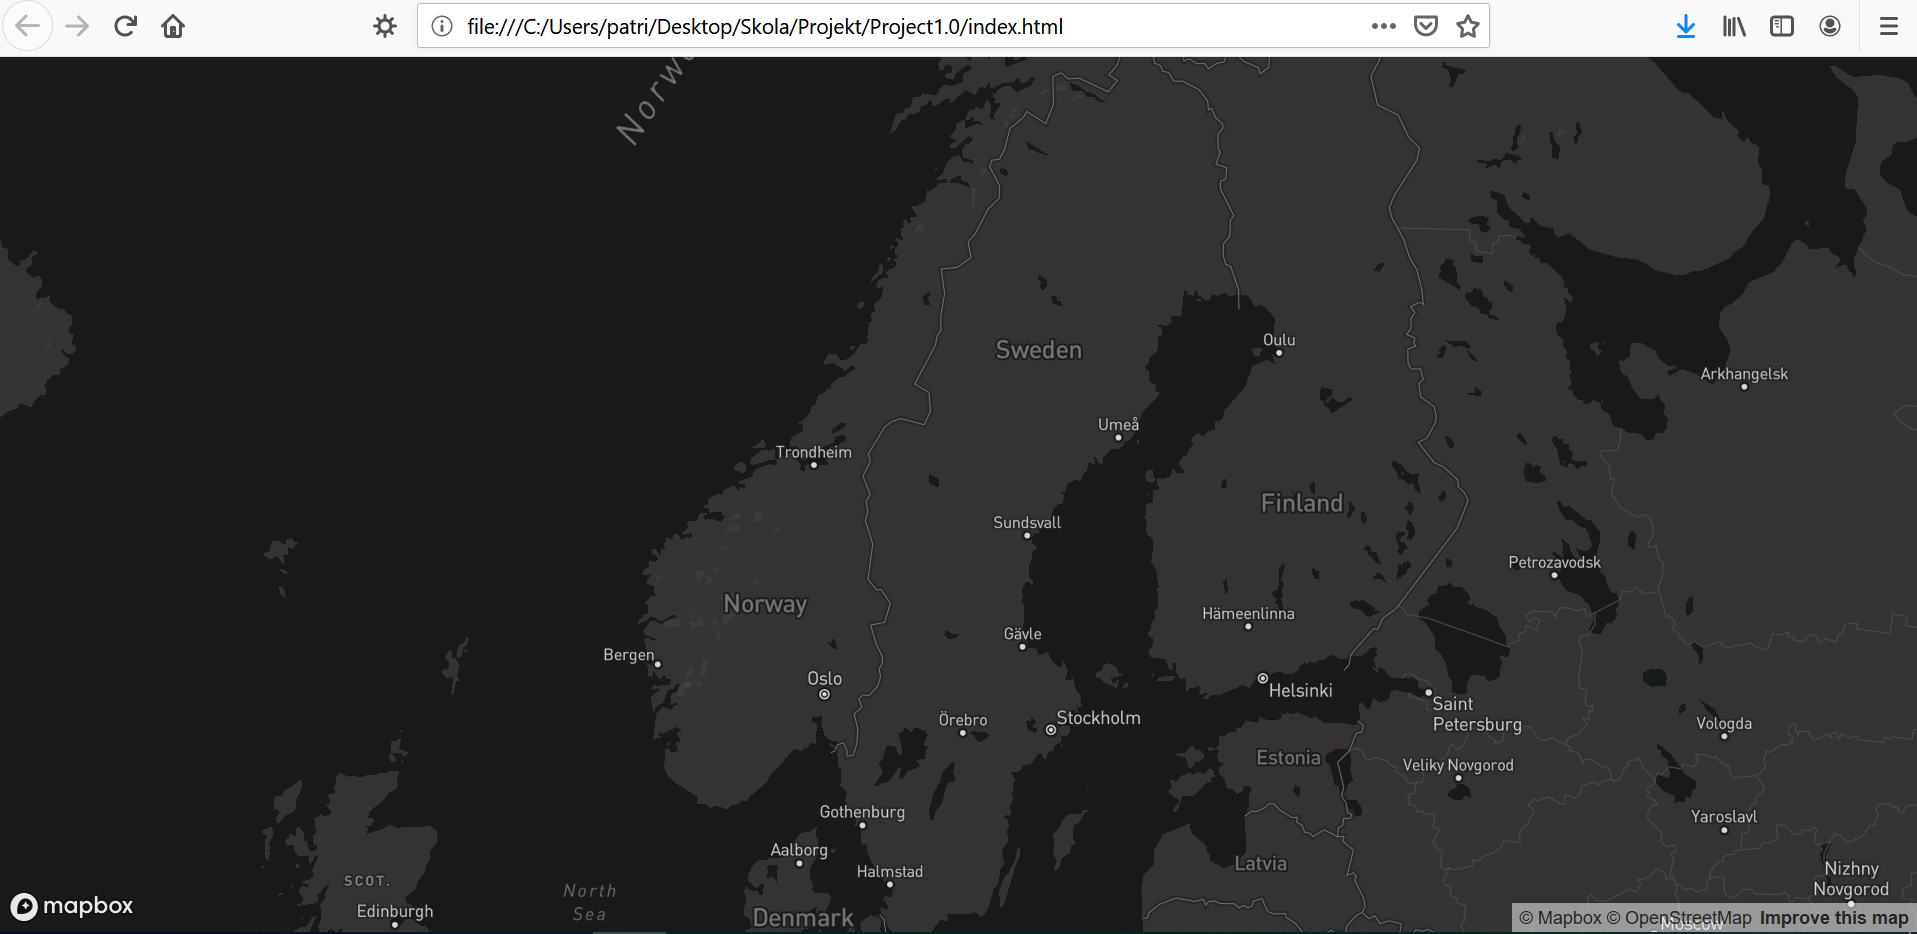 file:///C:/Users/patri/Desktop/Skola/Projekt/Project1.0/index.html
Sweden
Oulu
Arkhangelsk
Umeå
Trondheim
Finland
Sundsvall
Petrozavodsk
Norway
Hämeenlinna
Gävle
Bergen
Oslo
Helsinki
Saint
Petersburg
Örebro
Stockholm
Vologda
Estonia
Veliky Novgorod
Gothenburg
Yaroslavl
Aalborg
Latvia
Halmstad
Nizhny
Novgorod
SCOT.
North
Sea
Edinburgh
Denmark
mapbox
© Mapbox © OpenStreetMap Improve this map
Moscow